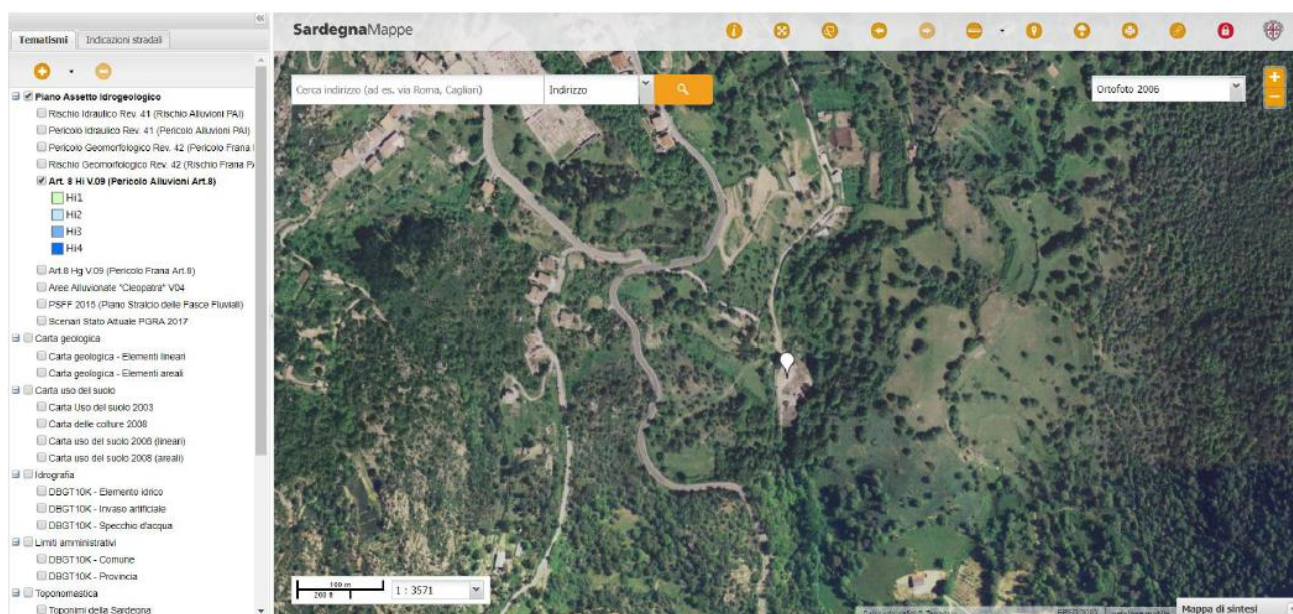 Tematismi
Indicazioni stradali
Piano Assetto Idrogeologico
Rischio Idraulico Rev. 41 (Rischio Alluvioni PAI)
Pericolo Idraulico Rev. 41 (Pericolo Alluvioni PAI)
Pericolo Geomorfologico Rev. 42 (Pericolo Frana
Rischio Geomorfologico Rev. 42 (Rischio Frana
Art. 8 Hi V.09 (Pericolo Alluvioni Art.8)
Hi1
Hi2
Hi3
Hi4
Art.8 Hg V.09 (Pericolo Frana Art.8)
Aree Alluvionate "Cleopatra" V04
PSFF 2015 (Piano Stralcio delle Fasce Fluviali)
Scenari Stato Attuale PGRA 2017
Carta geologica
Carta geologica - Elementi lineari
Carta geologica - Elementi areali
Carta uso del suolo
Carta Uso del suolo 2003
Carta delle colture 2008
Carta uso del suolo 2008 (lineari)
Carta uso del suolo 2008 (areali)
Idrografia
DBGT10K - Elemento idrico
DBGT10K - Invaso artificiale
DBGT10K - Specchio d'acqua
Limiti amministrativi
DBGT10K - Comune
DBGT10K - Provincia
Toponomastica
Toponimi della Sardegna
SardegnaMappe
Cerca indirizzo (ad es. via Roma, Cagliari)
Indirizzo
Ortofoto 2006
100 m
200 ft
1 : 3571
Mappa di sintesi